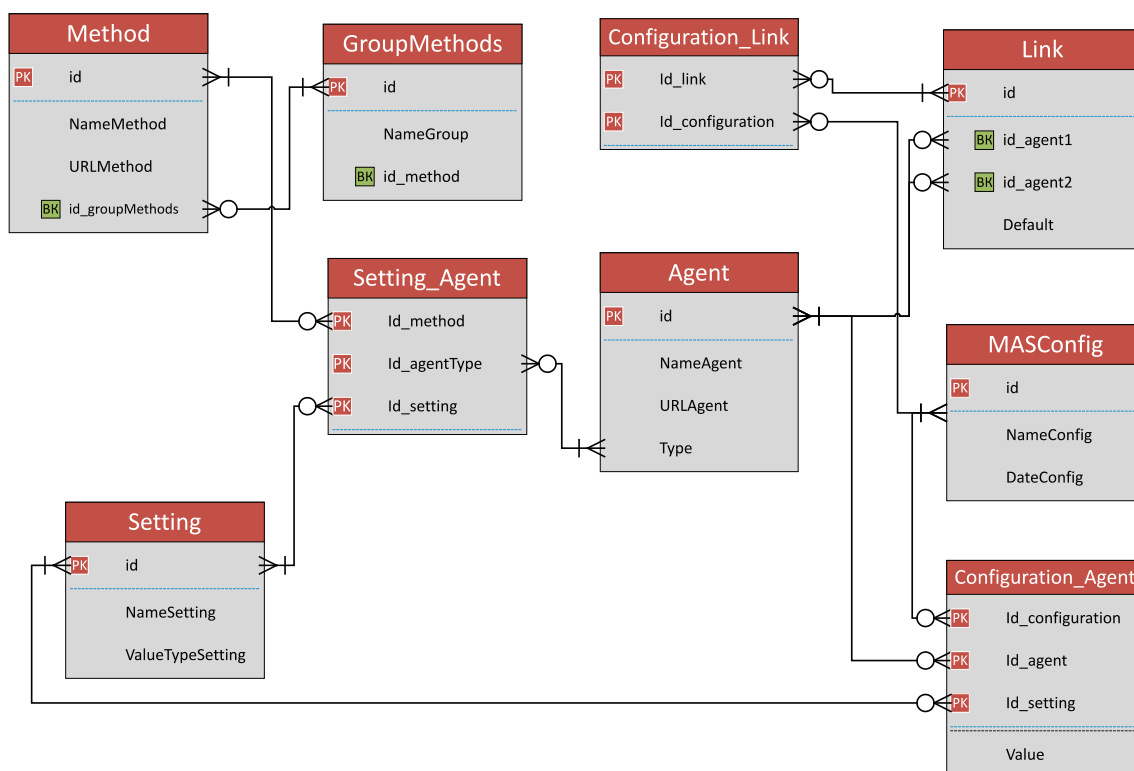 Method
PK id
NameMethod
URLMethod
BK id_groupMethods
GroupMethods
PK id
NameGroup
BK id_method
Configuration_Link
PK Id_link
PK Id_configuration
Link
PK id
BK id_agent1
BK id_agent2
Default
Setting_Agent
PK Id_method
PK Id_agentType
PK Id_setting
Agent
PK id
NameAgent
URLAgent
Type
MASConfig
PK id
NameConfig
DateConfig
Setting
PK id
NameSetting
ValueTypeSetting
Configuration_Agent
PK Id_configuration
PK Id_agent
PK Id_setting
Value